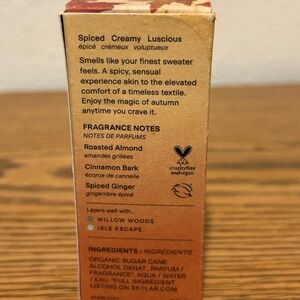 Spiced Creamy Luscious
épicé crémeux voluptueux
Smells like your finest sweater
feels. A spicy, sensual
experience akin to the elevated
comfort of a timeless textile.
Enjoy the magic of autumn
anytime you crave it.
FRAGRANCE NOTES
NOTES DE PARFUMS
Roasted Almond
amandes grillées
Cinnamon Bark
écorce de cannelle
Spiced Ginger
gingembre épicé
crueltyfree
andvegan
Layers well with...
WILLOW WOODS
ISLE ESCAPE
INGREDIENTS / INGRÉDIENTS:
ORGANIC SUGAR CANE
ALCOHOL DENAT, PARFUM /
FRAGRANCE*, AQUA / WATER
/ EAU. *FULL INGREDIENT
LISTING ON SKYLAR.COM